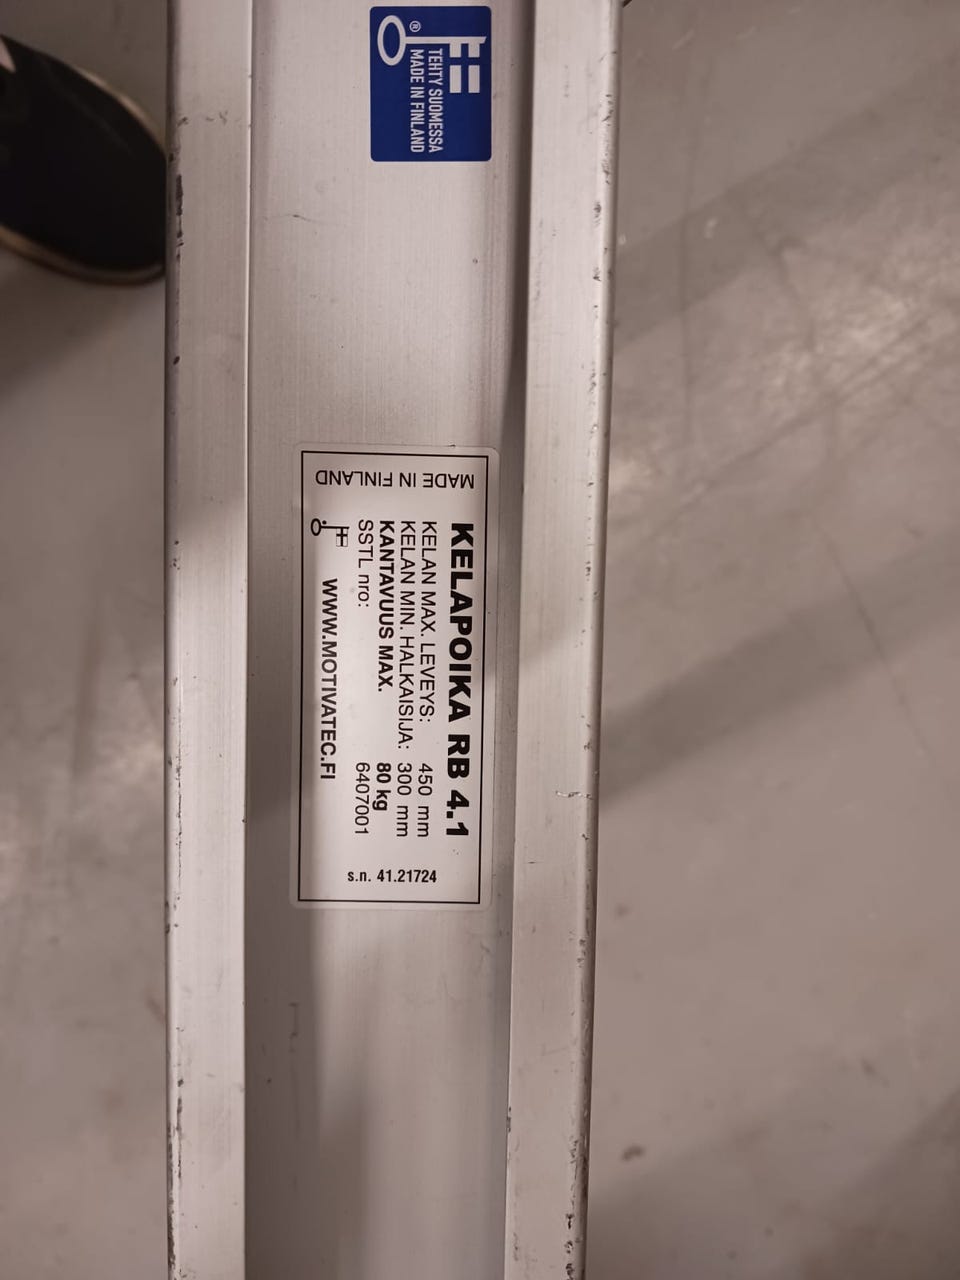 TEHTY SUOMESSA
MADE IN FINLAND
®
MADE IN FINLAND
KELAPOIKA RB 4.1
KELAN MAX. LEVEYS: 450 mm
KELAN MIN. HALKAISIJA: 300 mm
KANTAVUUS MAX. 80 kg
SSTL nro: 6407001
WWW.MOTIVATEC.FI
s.n. 41.21724